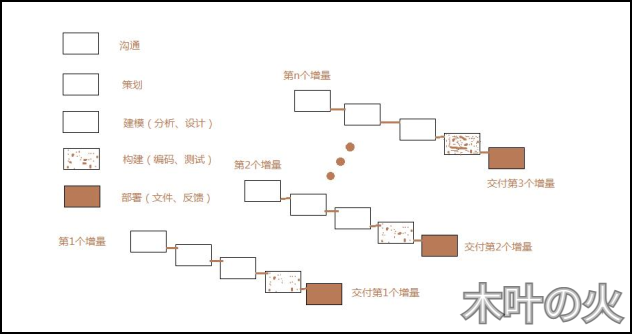 沟通
策划
建模（分析、设计）
构建（编码、测试）
部署（文件、反馈）
第n个增量
交付第3个增量
第2个增量
交付第2个增量
第1个增量
交付第1个增量
木叶の火